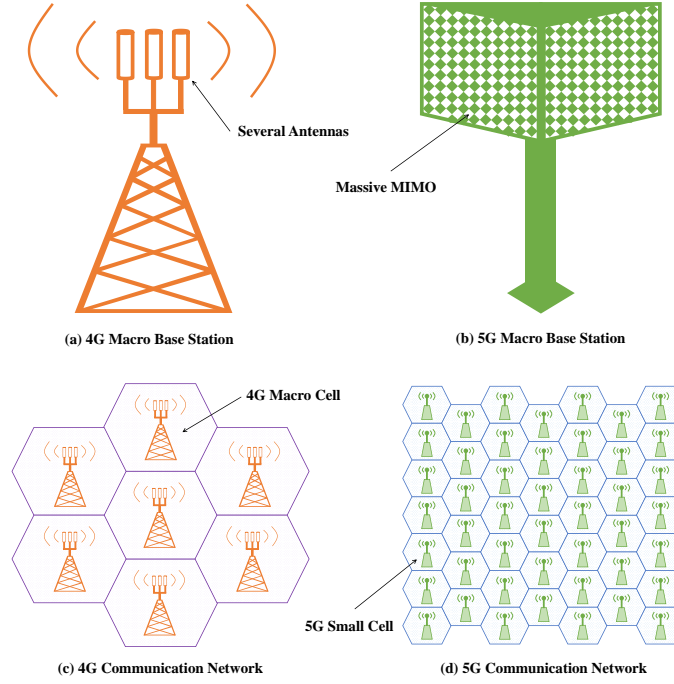 Several Antennas
Massive MIMO
(a) 4G Macro Base Station
(b) 5G Macro Base Station
4G Macro Cell
5G Small Cell
(c) 4G Communication Network
(d) 5G Communication Network